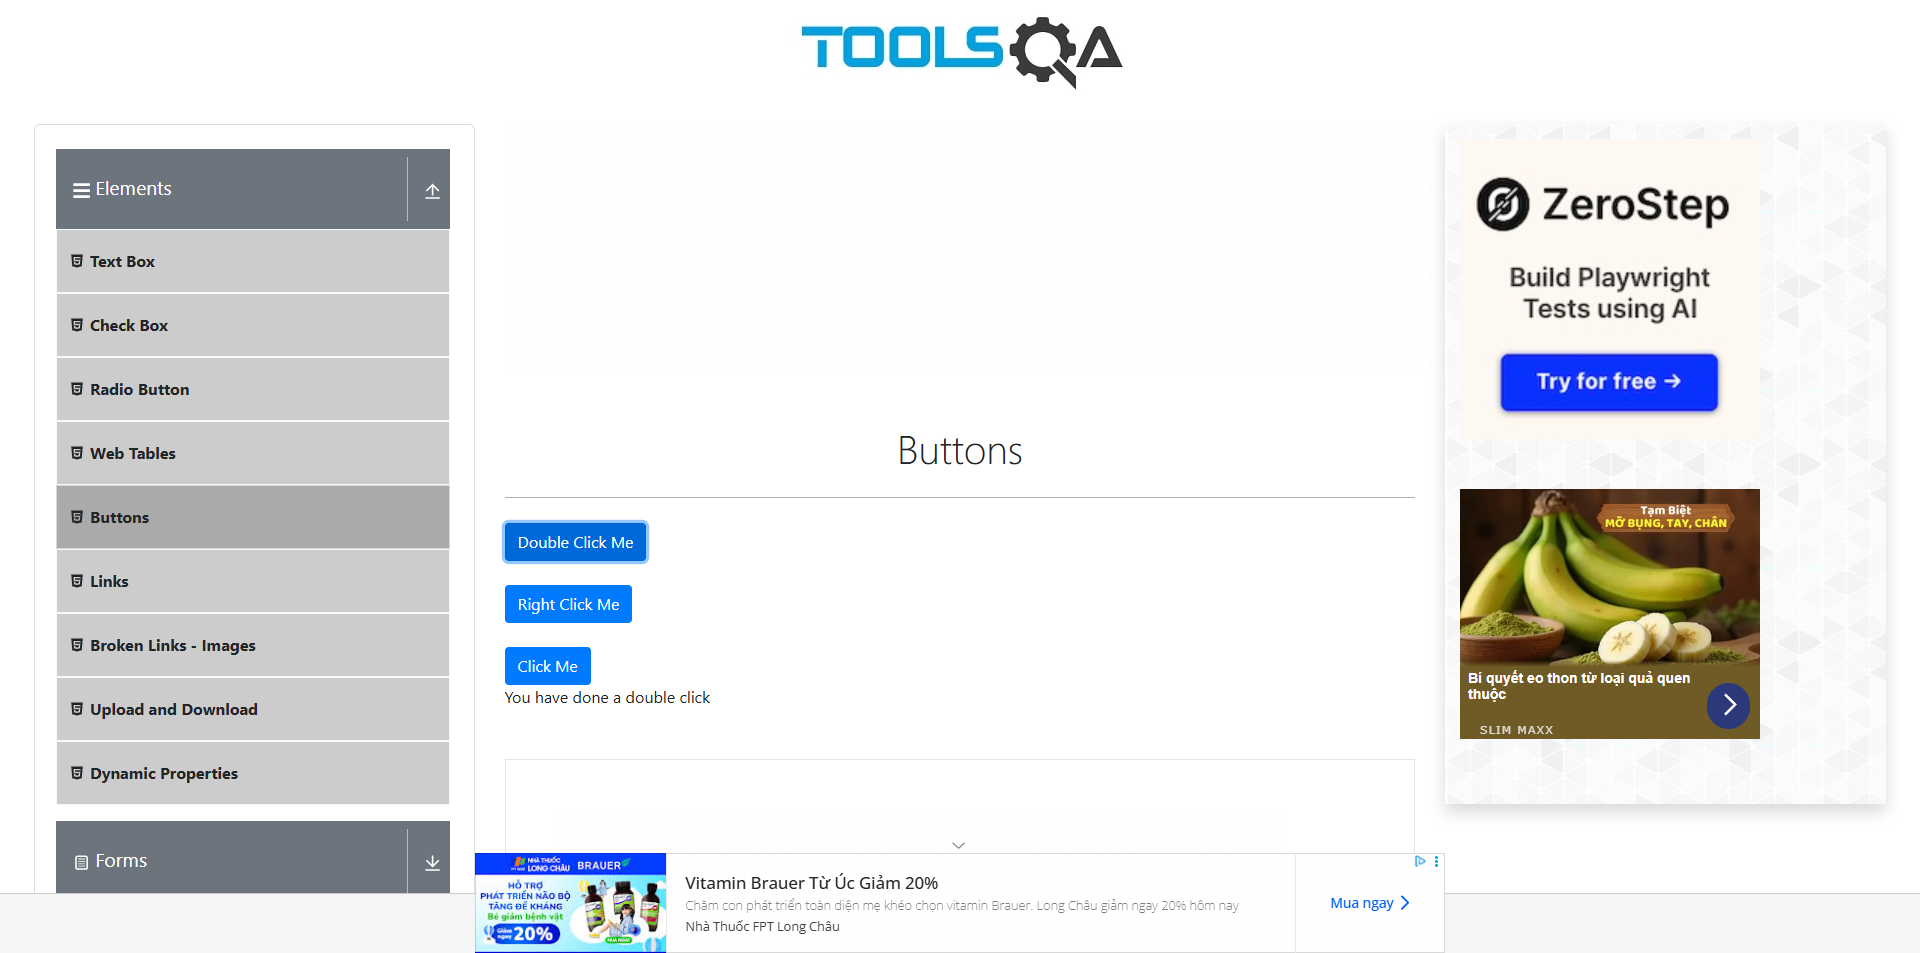 TOOLSQA
Elements
Text Box
Check Box
Radio Button
Web Tables
Buttons
Links
Broken Links - Images
Upload and Download
Dynamic Properties
Forms
Buttons
Double Click Me
Right Click Me
Click Me
You have done a double click
ZeroStep
Build Playwright
Tests using AI
Try for free →
Tạm Biệt
MỠ BỤNG, TAY, CHÂN
Bí quyết eo thon từ loại quả quen
thuộc
SLIM MAXX
NHÀ THUỐC
LONG CHÂU
BRAUER
HỖ TRỢ
PHÁT TRIỂN NÃO BỘ
TĂNG ĐỀ KHÁNG
Bé giảm bệnh vặt
Giảm
ngay
20%
MUA NGAY
Vitamin Brauer Từ Úc Giảm 20%
Chăm con phát triển toàn diện mẹ khéo chọn vitamin Brauer. Long Châu giảm ngay 20% hôm nay
Nhà Thuốc FPT Long Châu
Mua ngay